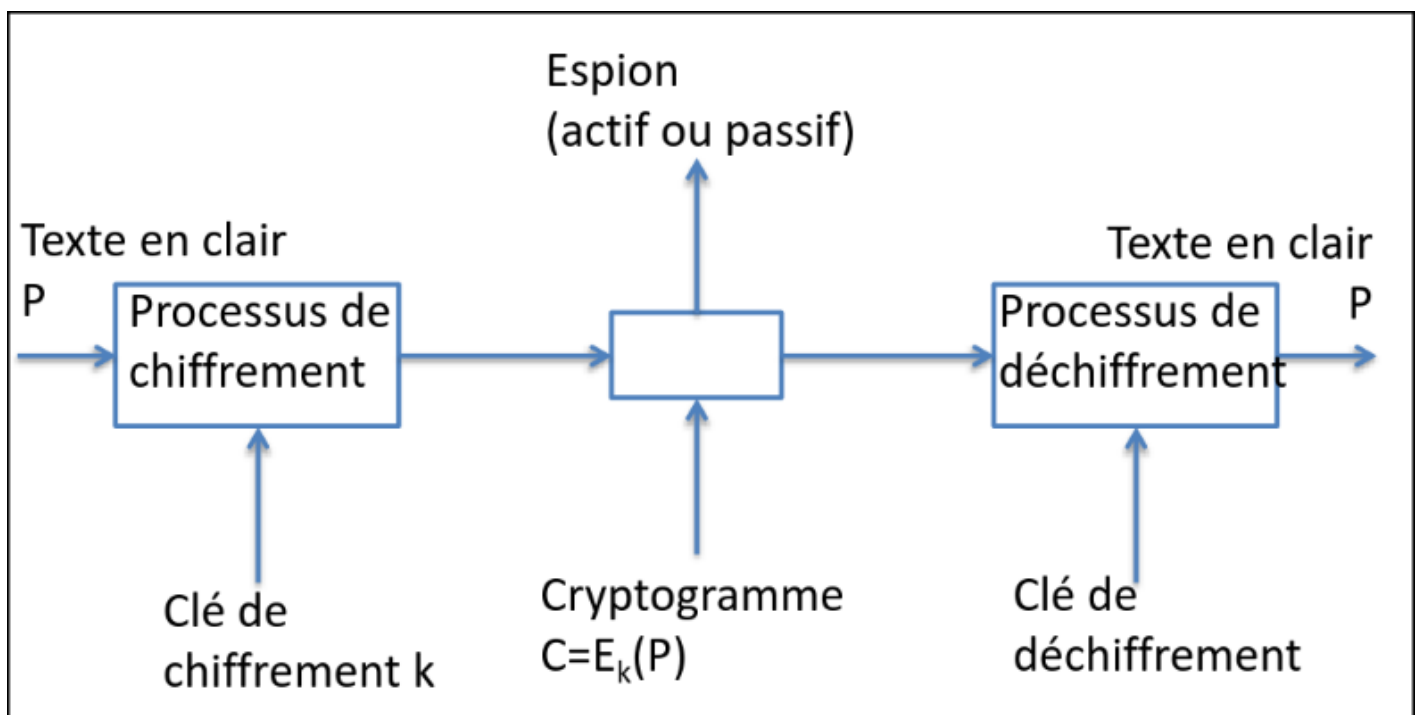 Espion
(actif ou passif)
Texte en clair
P
Processus de
chiffrement
Texte en clair
P
Processus de
déchiffrement
Clé de
chiffrement k
Cryptogramme
C=Ek(P)
Clé de
déchiffrement